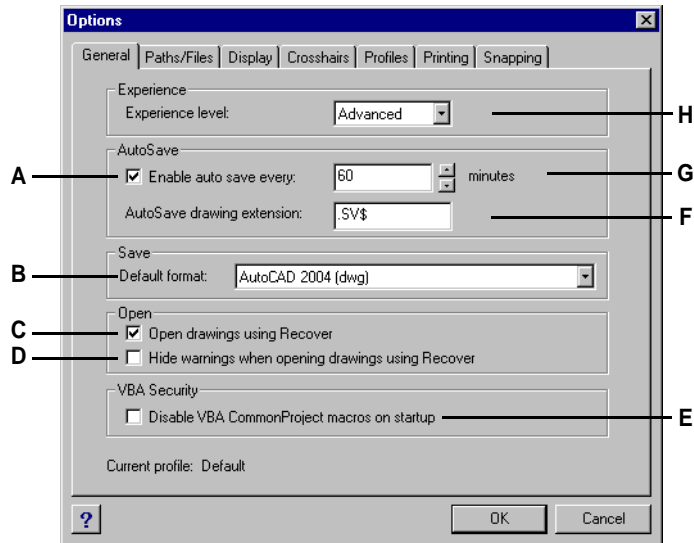 Options
General Paths/Files Display Crosshairs Profiles Printing Snapping
Experience
Experience level: Advanced H
AutoSave
A Enable auto save every: 60 minutes G
AutoSave drawing extension: .SV$ F
Save
B Default format: AutoCAD 2004 (dwg)
Open
C Open drawings using Recover
D Hide warnings when opening drawings using Recover
VBA Security
Disable VBA CommonProject macros on startup E
Current profile: Default
? OK Cancel